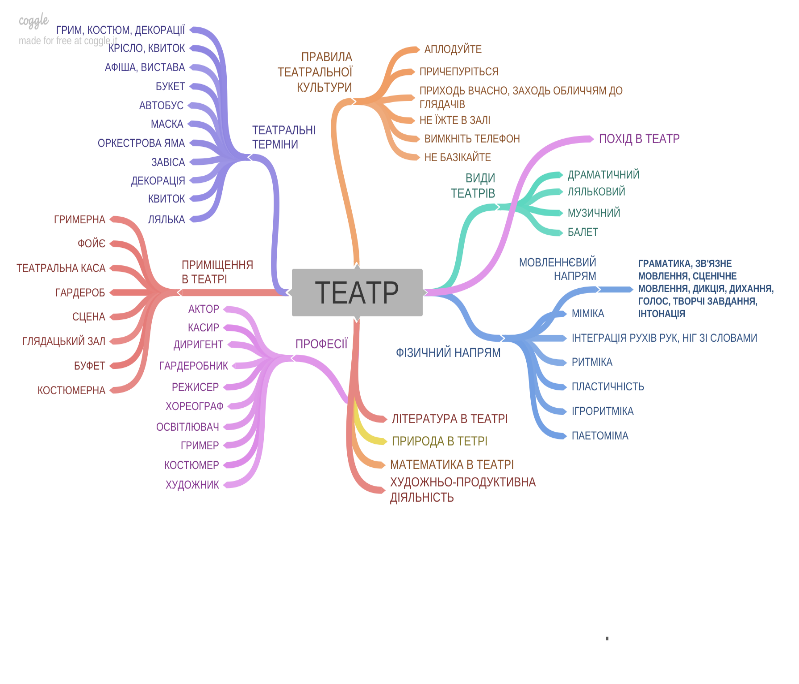 coggle
made for free at coggle.it
ГРИМ, КОСТЮМ, ДЕКОРАЦІЇ
КРІСЛО, КВИТОК
АФІША, ВИСТАВА
БУКЕТ
АВТОБУС
МАСКА
ОРКЕСТРОВА ЯМА
ЗАВІСА
ДЕКОРАЦІЯ
КВИТОК
ЛЯЛЬКА
ТЕАТРАЛЬНІ
ТЕРМІНИ
ПРАВИЛА
ТЕАТРАЛЬНОЇ
КУЛЬТУРИ
АПЛОДУЙТЕ
ПРИЧЕПУРІТЬСЯ
ПРИХОДЬ ВЧАСНО, ЗАХОДЬ ОБЛИЧЧЯМ ДО
ГЛЯДАЧІВ
НЕ ЇЖТЕ В ЗАЛІ
ВИМКНІТЬ ТЕЛЕФОН
НЕ БАЗІКАЙТЕ
ПОХІД В ТЕАТР
ВИДИ
ТЕАТРІВ
ДРАМАТИЧНИЙ
ЛЯЛЬКОВИЙ
МУЗИЧНИЙ
БАЛЕТ
ГРИМЕРНА
ФОЙЄ
ТЕАТРАЛЬНА КАСА
ГАРДЕРОБ
СЦЕНА
ГЛЯДАЦЬКИЙ ЗАЛ
БУФЕТ
КОСТЮМЕРНА
ПРИМІЩЕННЯ
В ТЕАТРІ
ТЕАТР
МОВЛЕННЄВИЙ
НАПРЯМ
ГРАМАТИКА, ЗВ'ЯЗНЕ
МОВЛЕННЯ, СЦЕНІЧНЕ
МОВЛЕННЯ, ДИКЦІЯ, ДИХАННЯ,
ГОЛОС, ТВОРЧІ ЗАВДАННЯ,
ІНТОНАЦІЯ
ФІЗИЧНИЙ НАПРЯМ
МІМІКА
ІНТЕГРАЦІЯ РУХІВ РУК, НІГ ЗІ СЛОВАМИ
РИТМІКА
ПЛАСТИЧНІСТЬ
ІГРОРИТМІКА
ПАЕТОМІМА
АКТОР
КАСИР
ДИРИГЕНТ
ГАРДЕРОБНИК
РЕЖИСЕР
ХОРЕОГРАФ
ОСВІТЛЮВАЧ
ГРИМЕР
КОСТЮМЕР
ХУДОЖНИК
ПРОФЕСІЇ
ЛІТЕРАТУРА В ТЕАТРІ
ПРИРОДА В ТЕТРІ
МАТЕМАТИКА В ТЕАТРІ
ХУДОЖНЬО-ПРОДУКТИВНА
ДІЯЛЬНІСТЬ